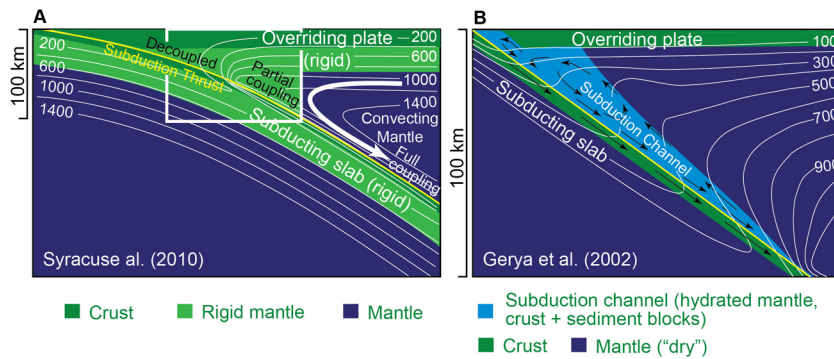 A
B
200
600
1000
1400
Subduction Thrust
Decoupled
Partial
coupling
Overriding plate
(rigid)
200
600
1000
1400
Convecting
Mantle
Full
coupling
Subducting slab (rigid)
100 km
Syracuse al. (2010)
Crust
Rigid mantle
Mantle
Overriding plate
100
300
500
700
900
Subduction Channel
Subducting slab
100 km
Gerya et al. (2002)
Subduction channel (hydrated mantle,
crust + sediment blocks)
Crust
Mantle (“dry”)